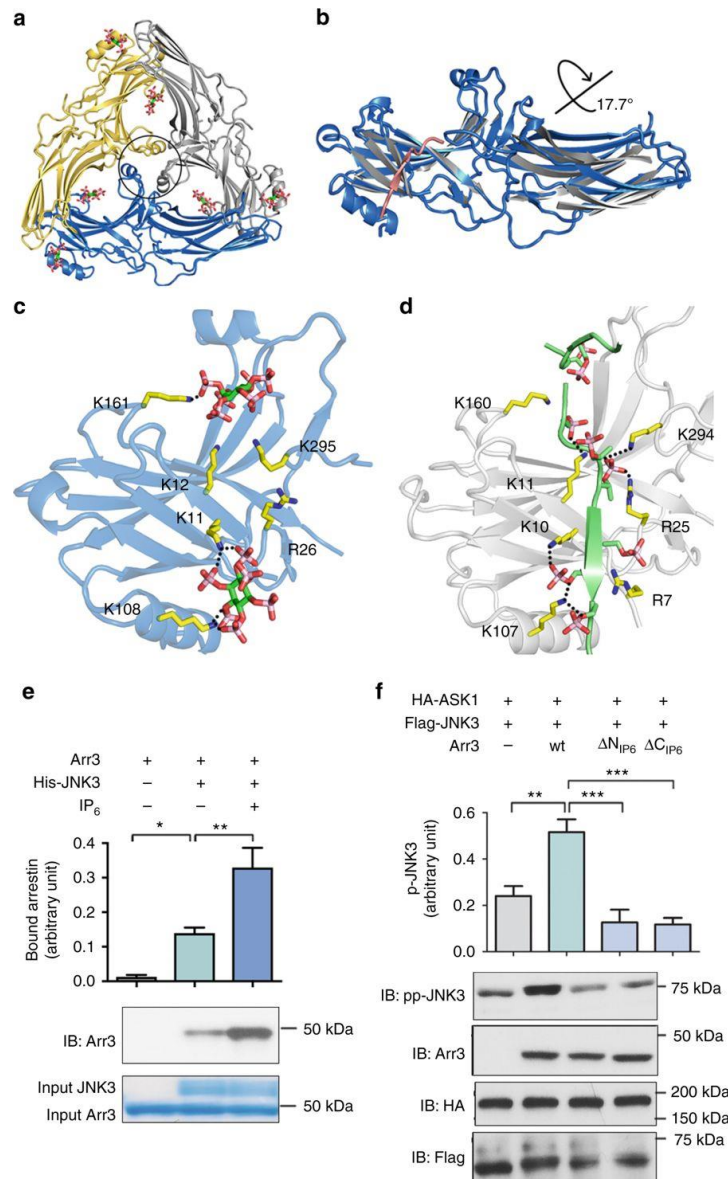 a
b
17.7°
c
d
K161
K295
K12
K11
R26
K108
K160
K294
K11
K10
R25
R7
K107
e
Arr3 + + +
His-JNK3 – + +
IP6 – – +
* **
Bound arrestin
(arbitrary unit)
0.4
0.3
0.2
0.1
0.0
IB: Arr3
50 kDa
Input JNK3
Input Arr3
50 kDa
f
HA-ASK1 + + + +
Flag-JNK3 + + + +
Arr3 – wt ΔNIP6 ΔCIP6
***
** ***
p-JNK3
(arbitrary unit)
0.6
0.4
0.2
0.0
IB: pp-JNK3
75 kDa
IB: Arr3
50 kDa
IB: HA
200 kDa
150 kDa
IB: Flag
75 kDa